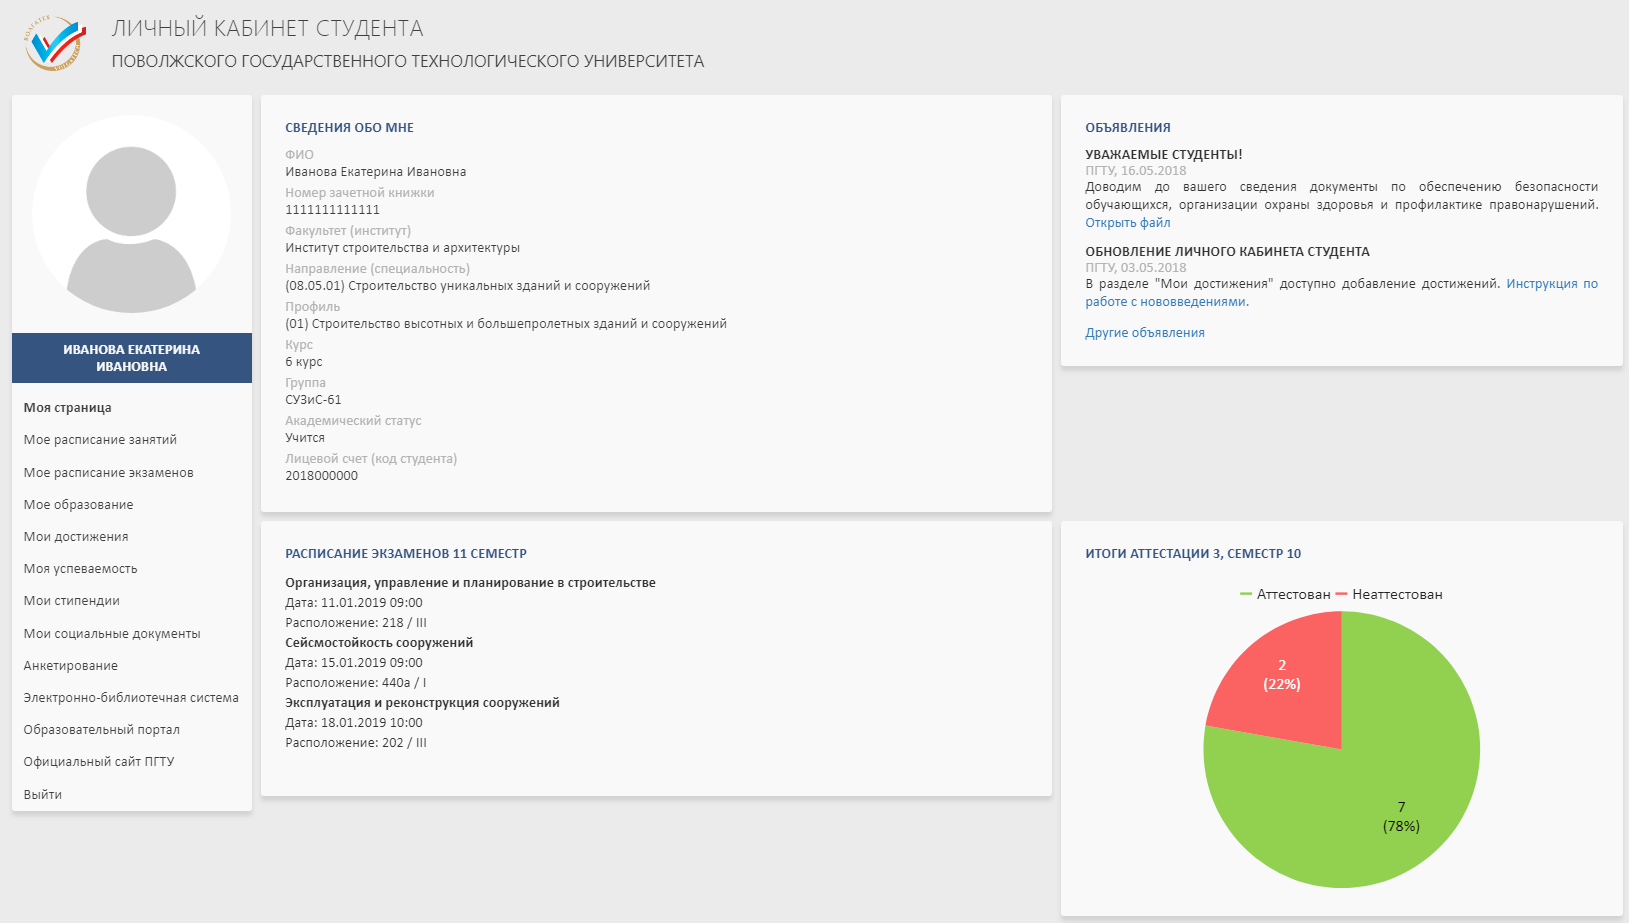 ЛИЧНЫЙ КАБИНЕТ СТУДЕНТА
ПОВОЛЖСКОГО ГОСУДАРСТВЕННОГО ТЕХНОЛОГИЧЕСКОГО УНИВЕРСИТЕТА
ИВАНОВА ЕКАТЕРИНА
ИВАНОВНА
Моя страница
Мое расписание занятий
Мое расписание экзаменов
Мое образование
Мои достижения
Моя успеваемость
Мои стипендии
Мои социальные документы
Анкетирование
Электронно-библиотечная система
Образовательный портал
Официальный сайт ПГТУ
Выйти
СВЕДЕНИЯ ОБО МНЕ
ФИО
Иванова Екатерина Ивановна
Номер зачетной книжки
1111111111111
Факультет (институт)
Институт строительства и архитектуры
Направление (специальность)
(08.05.01) Строительство уникальных зданий и сооружений
Профиль
(01) Строительство высотных и большепролетных зданий и сооружений
Курс
6 курс
Группа
СУЗиС-61
Академический статус
Учится
Лицевой счет (код студента)
2018000000
ОБЪЯВЛЕНИЯ
УВАЖАЕМЫЕ СТУДЕНТЫ!
ПГТУ, 16.05.2018
Доводим до вашего сведения документы по обеспечению безопасности
обучающихся, организации охраны здоровья и профилактике правонарушений.
Открыть файл
ОБНОВЛЕНИЕ ЛИЧНОГО КАБИНЕТА СТУДЕНТА
ПГТУ, 03.05.2018
В разделе "Мои достижения" доступно добавление достижений. Инструкция по
работе с нововведениями.
Другие объявления
РАСПИСАНИЕ ЭКЗАМЕНОВ 11 СЕМЕСТР
Организация, управление и планирование в строительстве
Дата: 11.01.2019 09:00
Расположение: 218 / III
Сейсмостойкость сооружений
Дата: 15.01.2019 09:00
Расположение: 440а / I
Эксплуатация и реконструкция сооружений
Дата: 18.01.2019 10:00
Расположение: 202 / III
ИТОГИ АТТЕСТАЦИИ 3, СЕМЕСТР 10
Аттестован Неаттестован
2
(22%)
7
(78%)